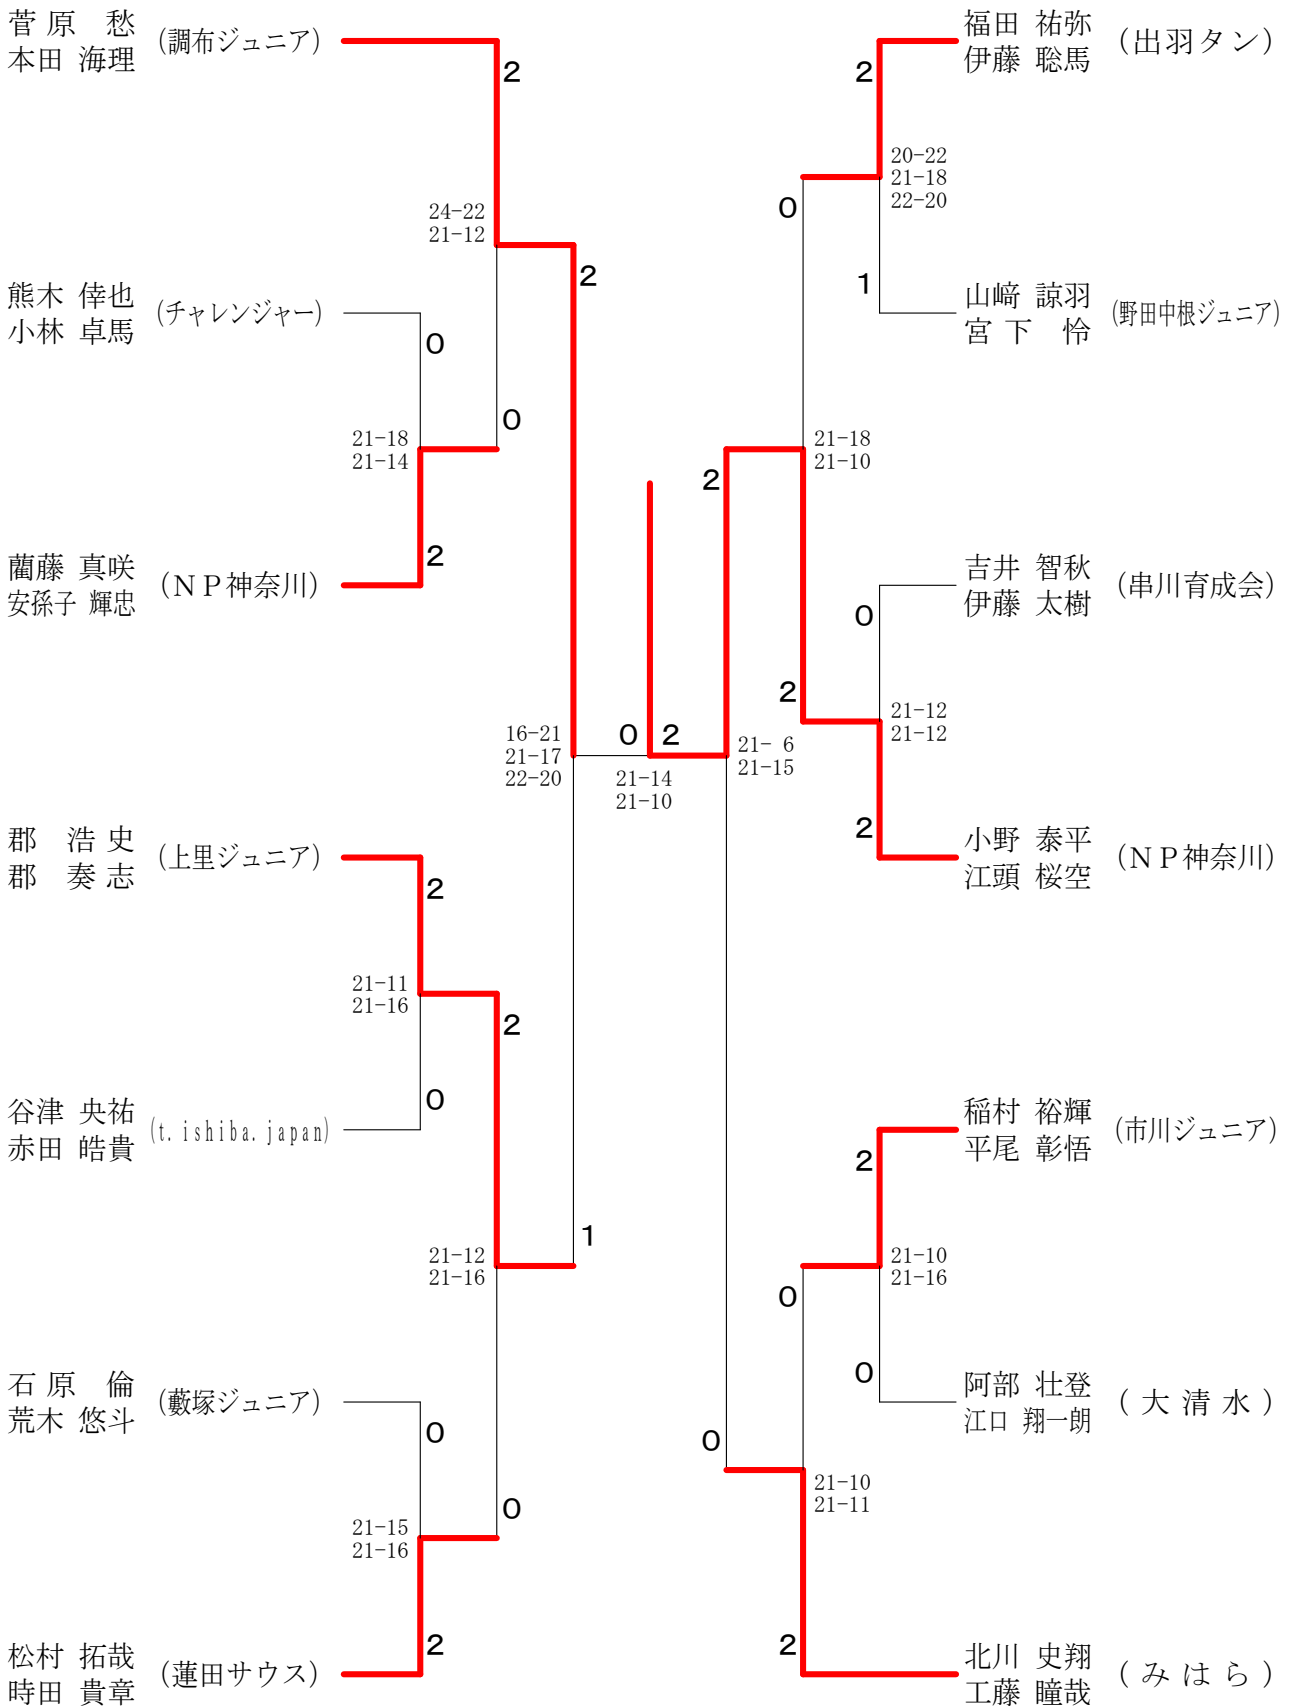 菅原 愁
本田 海理
(調布ジュニア)
2
24-22
21-12
熊木 倖也
小林 卓馬
(チャレンジャー)
0
21-18
21-14
0
2
藺藤 真咲
安孫子 輝忠
(NP神奈川)
2
16-21
21-17
22-20
郡 浩史
郡 奏志
(上里ジュニア)
2
21-11
21-16
2
谷津 央祐
赤田 皓貴
(t.ishiba.japan)
0
21-12
21-16
1
石原 倫
荒木 悠斗
(藪塚ジュニア)
0
21-15
21-16
0
松村 拓哉
時田 貴章
(蓮田サウス)
2
0
2
21-14
21-10
福田 祐弥
伊藤 聡馬
(出羽タン)
2
20-22
21-18
22-20
0
山﨑 諒羽
宮下 怜
(野田中根ジュニア)
1
2
21-18
21-10
吉井 智秋
伊藤 太樹
(串川育成会)
0
2
21-12
21-12
21- 6
21-15
小野 泰平
江頭 桜空
(NP神奈川)
2
稲村 裕輝
平尾 彰悟
(市川ジュニア)
2
21-10
21-16
0
阿部 壮登
江口 翔一朗
(大清水)
0
0
21-10
21-11
北川 史翔
工藤 瞳哉
(みはら)
2